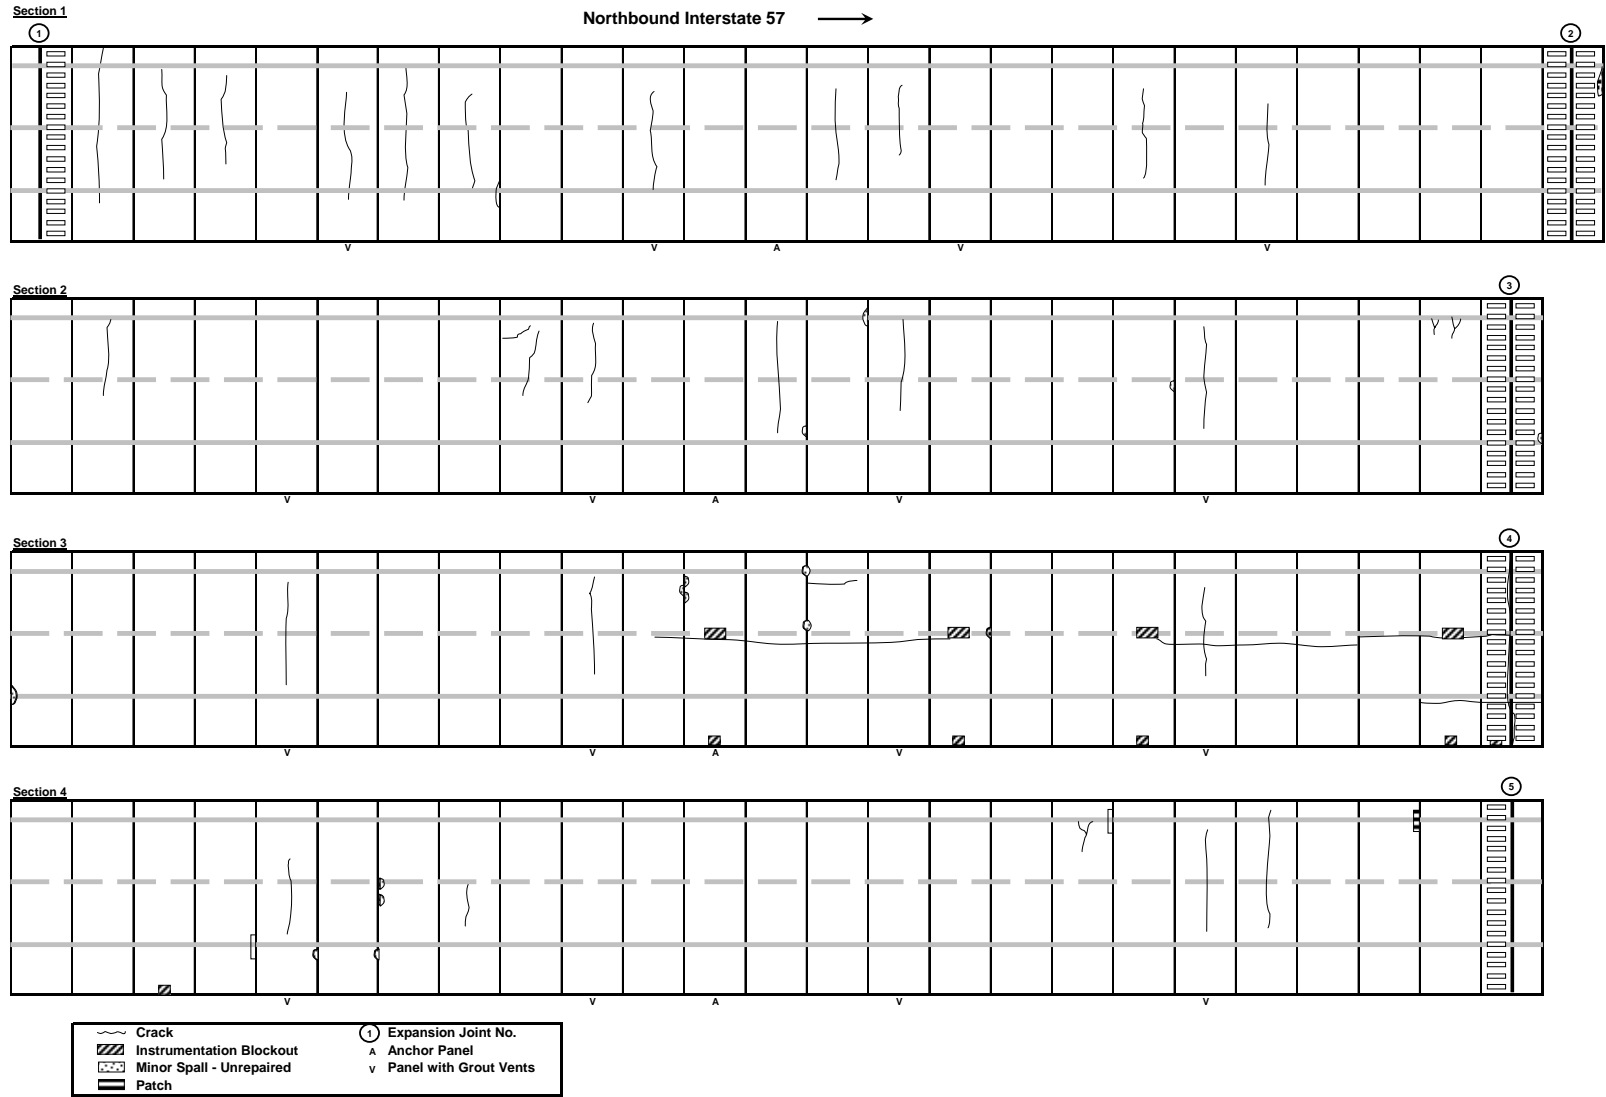 Section 1
Northbound Interstate 57
1
2
V
V
A
V
V
Section 2
3
V
V
A
V
V
Section 3
4
V
V
A
V
V
Section 4
5
V
V
A
V
V
Crack
1 Expansion Joint No.
Instrumentation Blockout
A Anchor Panel
Minor Spall - Unrepaired
V Panel with Grout Vents
Patch